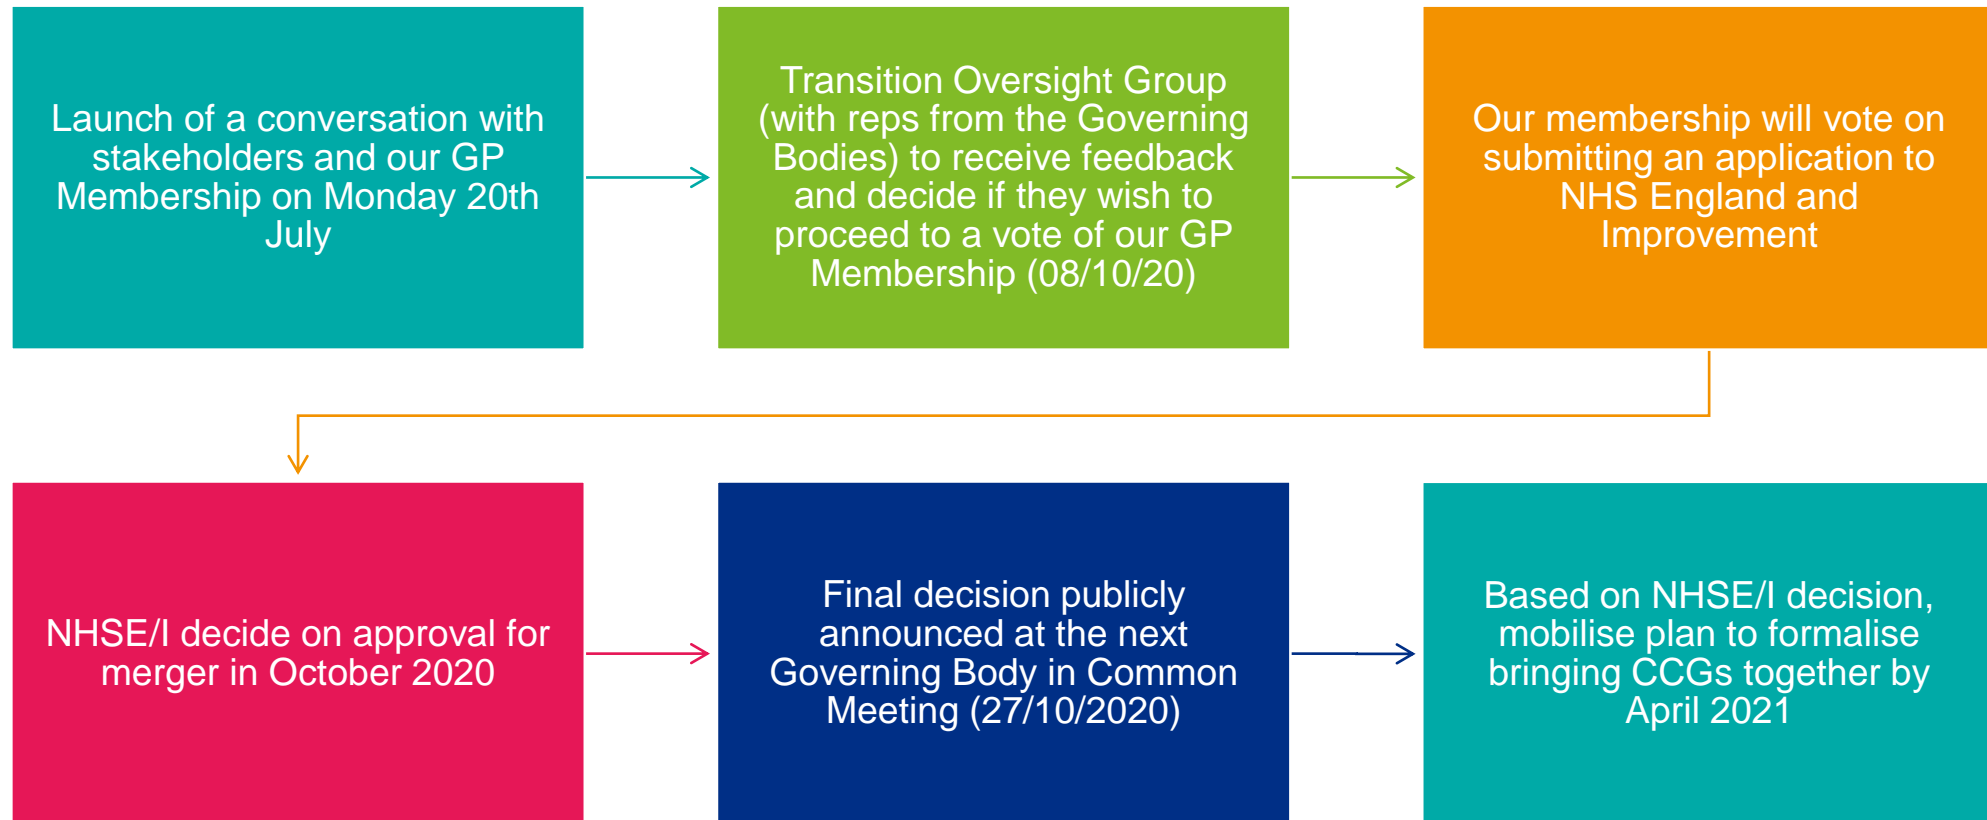 Launch of a conversation with
stakeholders and our GP
Membership on Monday 20th
July
Transition Oversight Group
(with reps from the Governing
Bodies) to receive feedback
and decide if they wish to
proceed to a vote of our GP
Membership (08/10/20)
Our membership will vote on
submitting an application to
NHS England and
Improvement
NHSE/I decide on approval for
merger in October 2020
Final decision publicly
announced at the next
Governing Body in Common
Meeting (27/10/2020)
Based on NHSE/I decision,
mobilise plan to formalise
bringing CCGs together by
April 2021